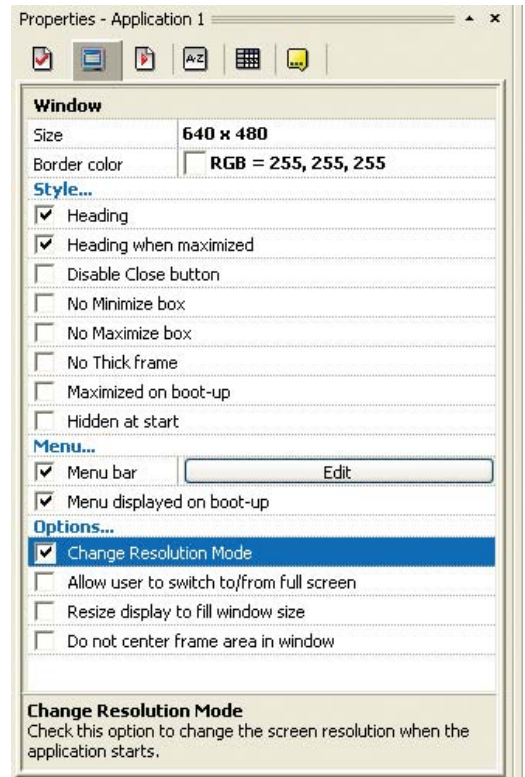 Properties - Application 1
A-Z
Window
Size 640 x 480
Border color RGB = 255, 255, 255
Style...
Heading
Heading when maximized
Disable Close button
No Minimize box
No Maximize box
No Thick frame
Maximized on boot-up
Hidden at start
Menu...
Menu bar Edit
Menu displayed on boot-up
Options...
Change Resolution Mode
Allow user to switch to/from full screen
Resize display to fill window size
Do not center frame area in window
Change Resolution Mode
Check this option to change the screen resolution when the
application starts.